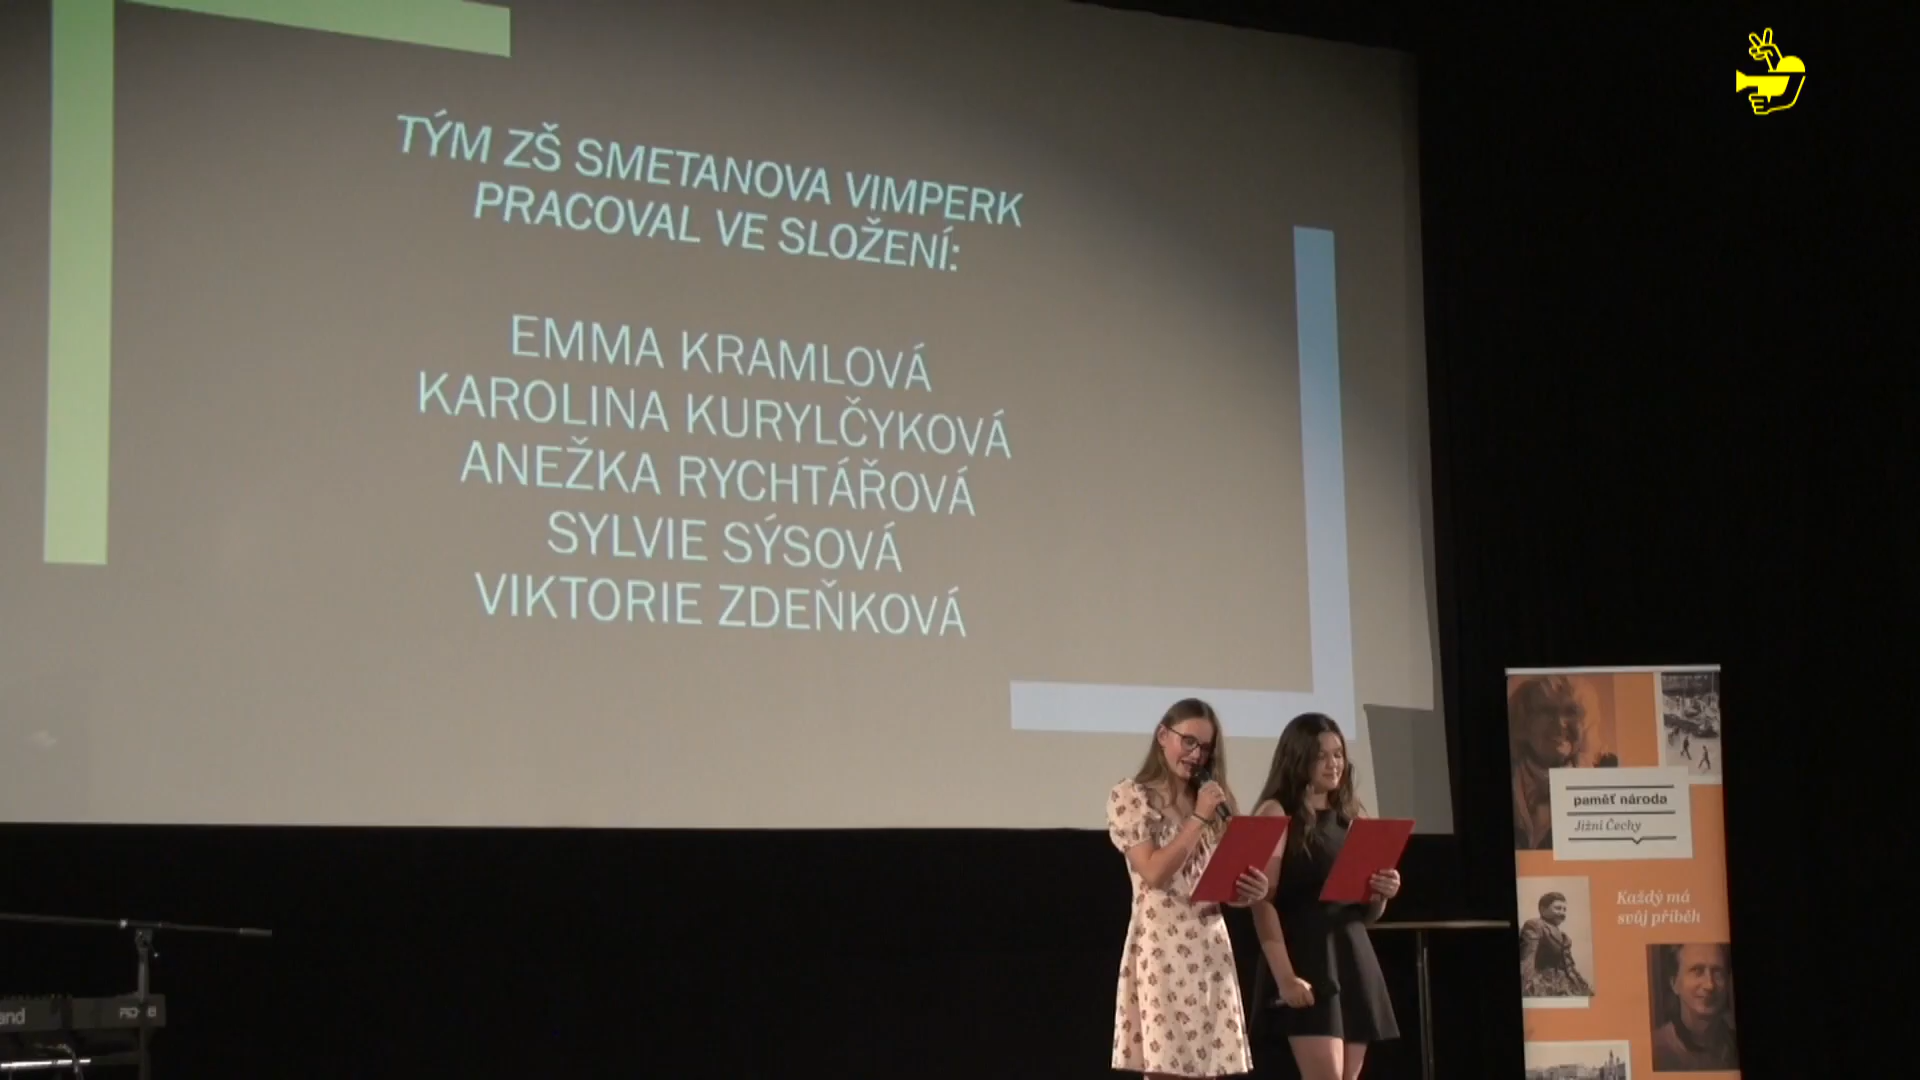 TÝM ZŠ SMETANOVA VIMPERK
PRACOVAL VE SLOŽENÍ:
EMMA KRAMLOVÁ
KAROLINA KURYLČYKOVÁ
ANEŽKA RYCHTÁŘOVÁ
SYLVIE SÝSOVÁ
VIKTORIE ZDEŇKOVÁ
paměť národa
Jižní Čechy
Každý má
svůj příběh